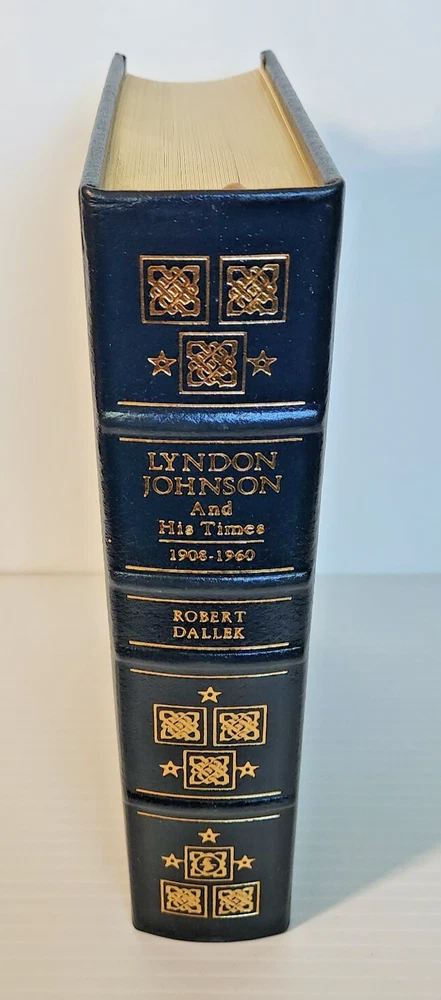 LYNDON
JOHNSON
And
His Times
1908-1960
ROBERT
DALLEK